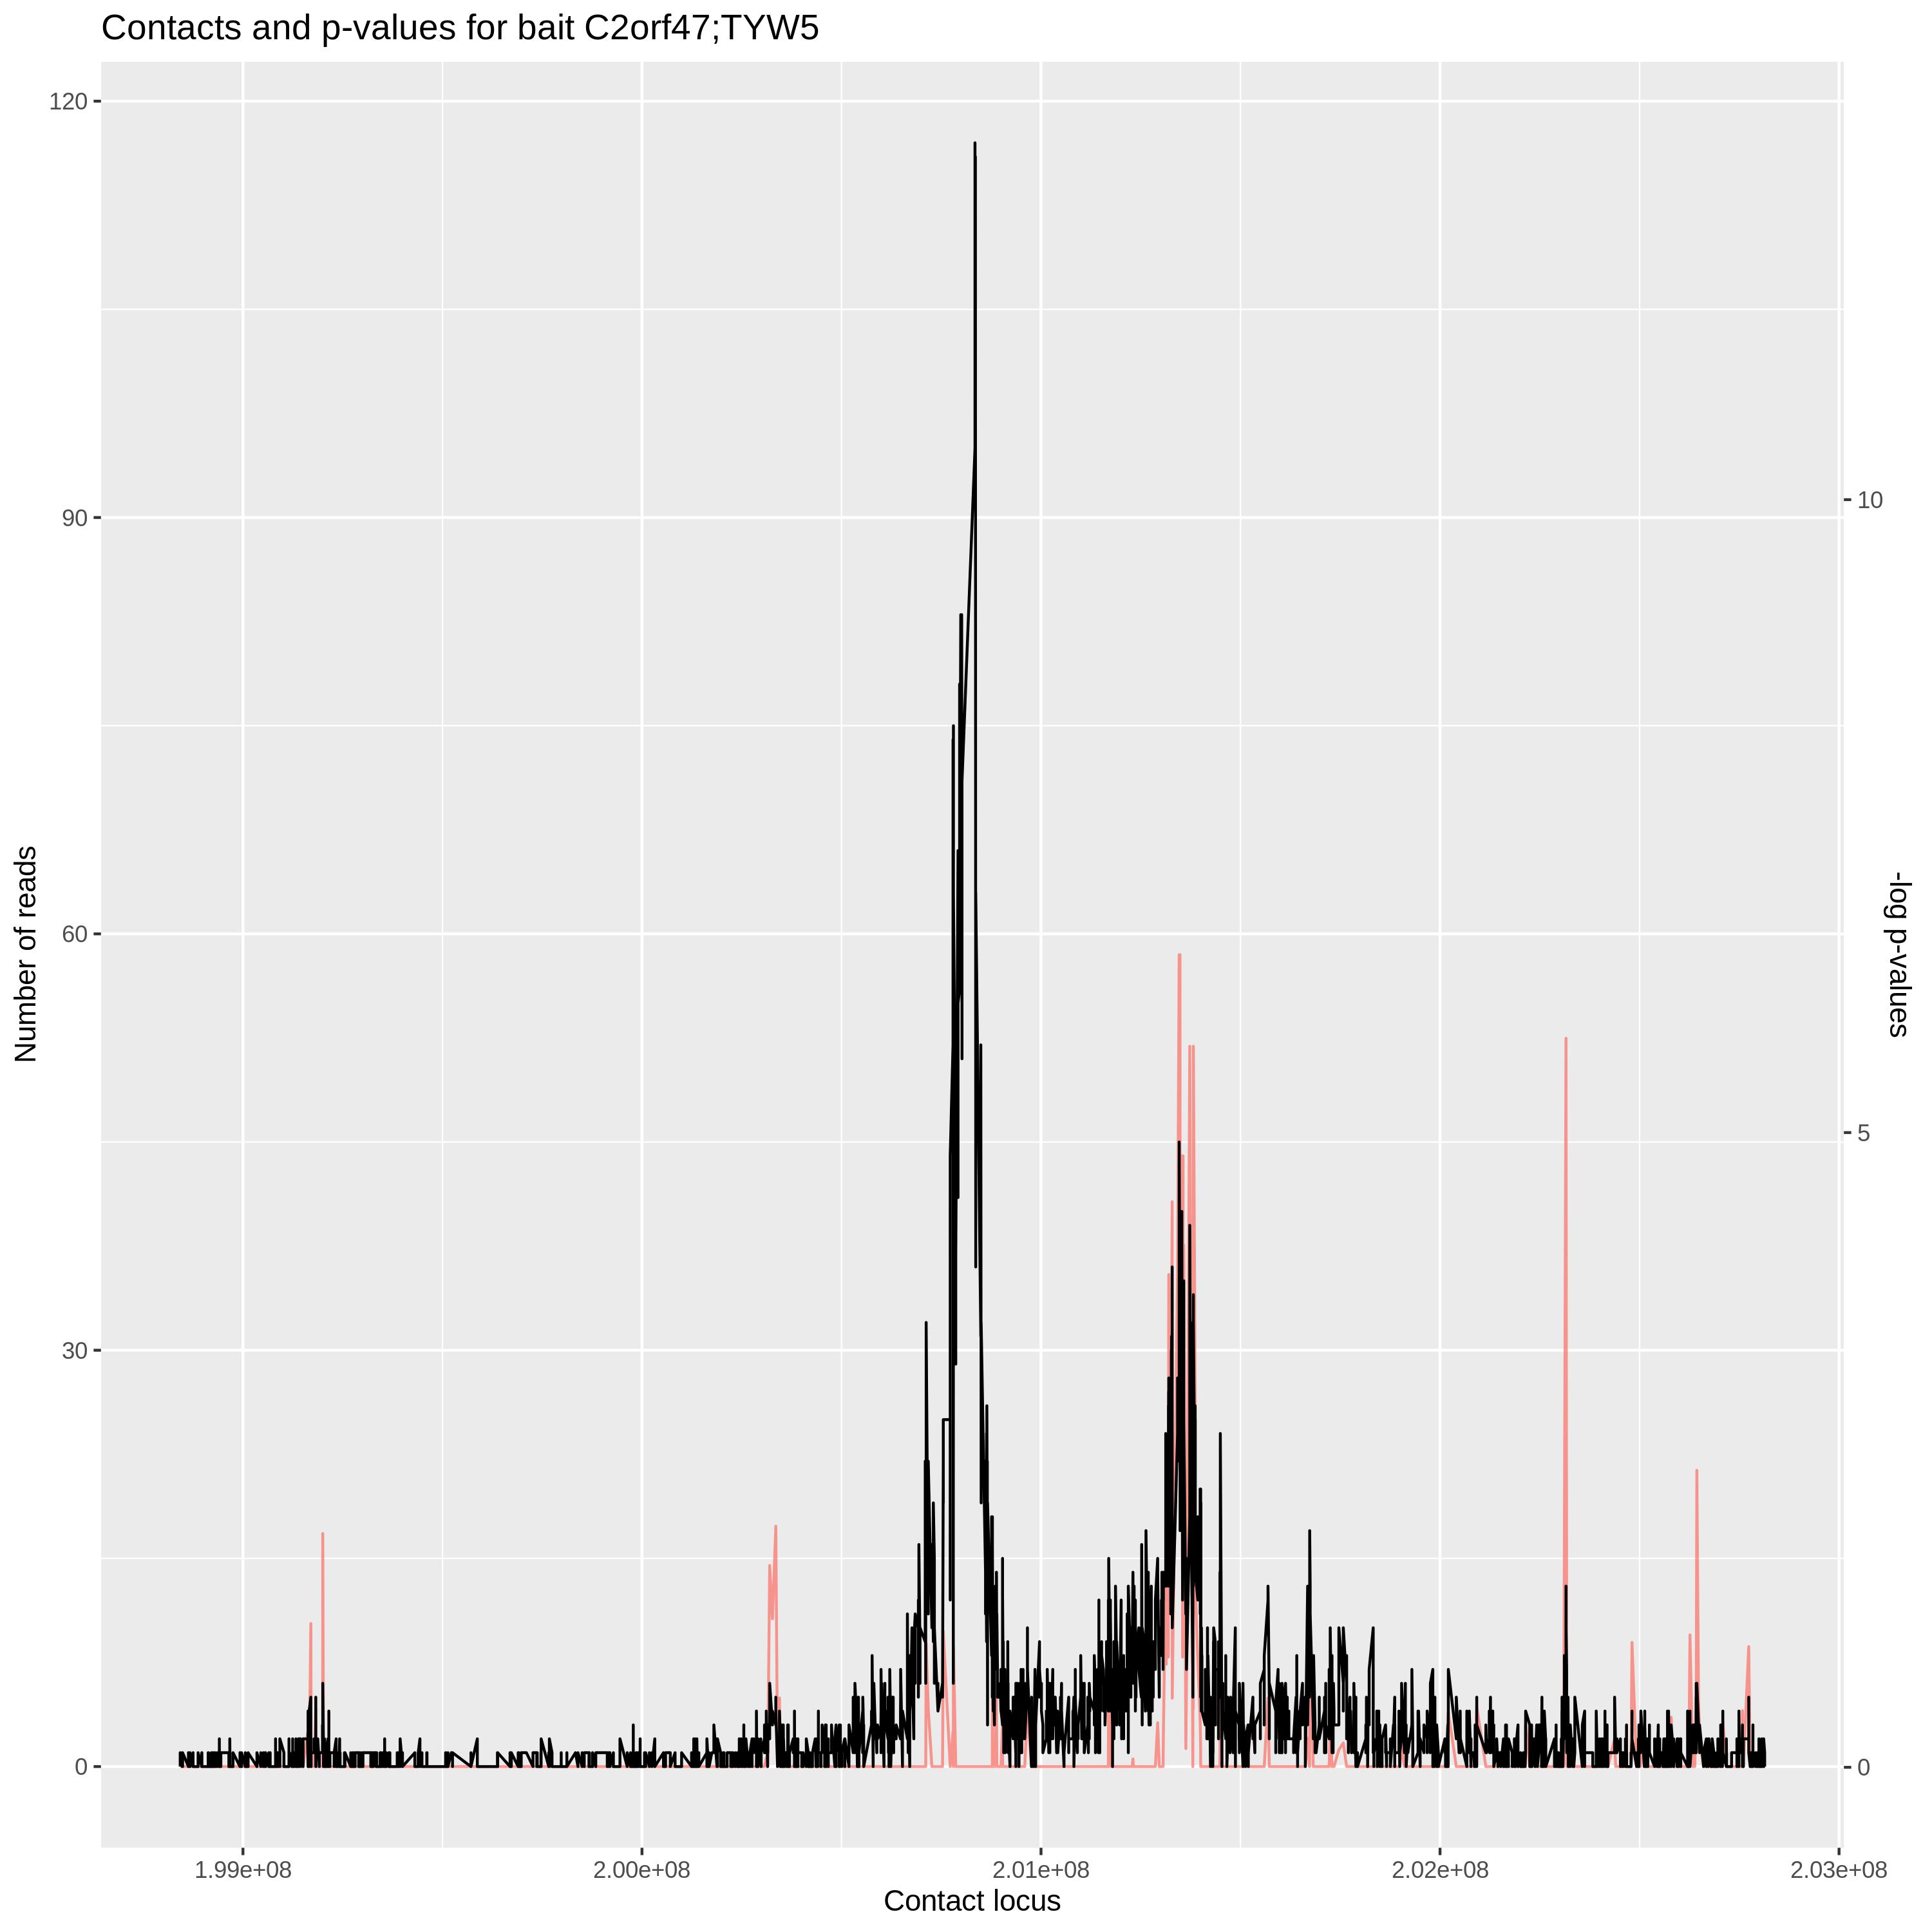 Contacts and p-values for bait C2orf47;TYW5
120
90
60
30
0
Number of reads
10
5
0
-log p-values
1.99e+08
2.00e+08
2.01e+08
2.02e+08
2.03e+08
Contact locus